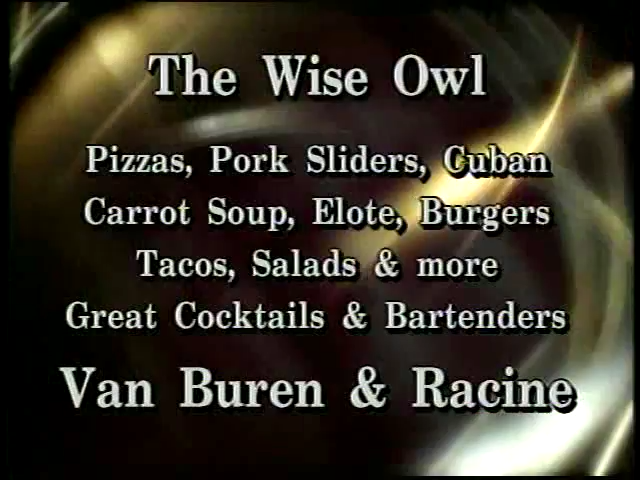 The Wise Owl
Pizzas, Pork Sliders, Cuban
Carrot Soup, Elote, Burgers
Tacos, Salads & more
Great Cocktails & Bartenders
Van Buren & Racine